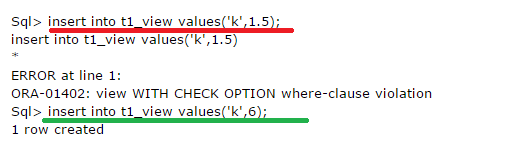 Sql> insert into t1_view values('k',1.5);
insert into t1_view values('k',1.5)
*
ERROR at line 1:
ORA-01402: view WITH CHECK OPTION where-clause violation
Sql> insert into t1_view values('k',6);
1 row created